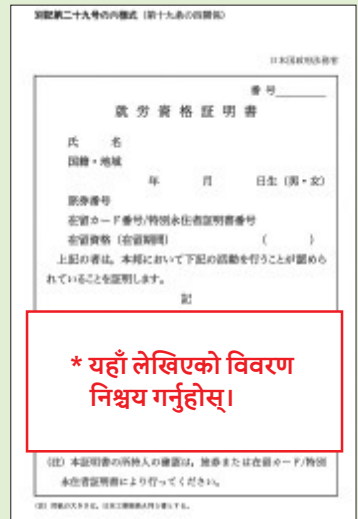 別記第二十九号の六様式（第十九条の四関係）
日本国政府法務省
番号
就労資格証明書
氏 名
国籍・地域
年 月 日生（男・女）
旅券番号
在留カード番号/特別永住者証明書番号
在留資格（在留期間） （ ）
上記の者は、本邦において下記の活動を行うことが認めら
れていることを証明します。
記
* यहाँ लेखिएको विवरण
निश्चय गर्नुहोस्।
(注) 本証明書の所持人の確認は、旅券または在留カード/特別
永住者証明書により行ってください。